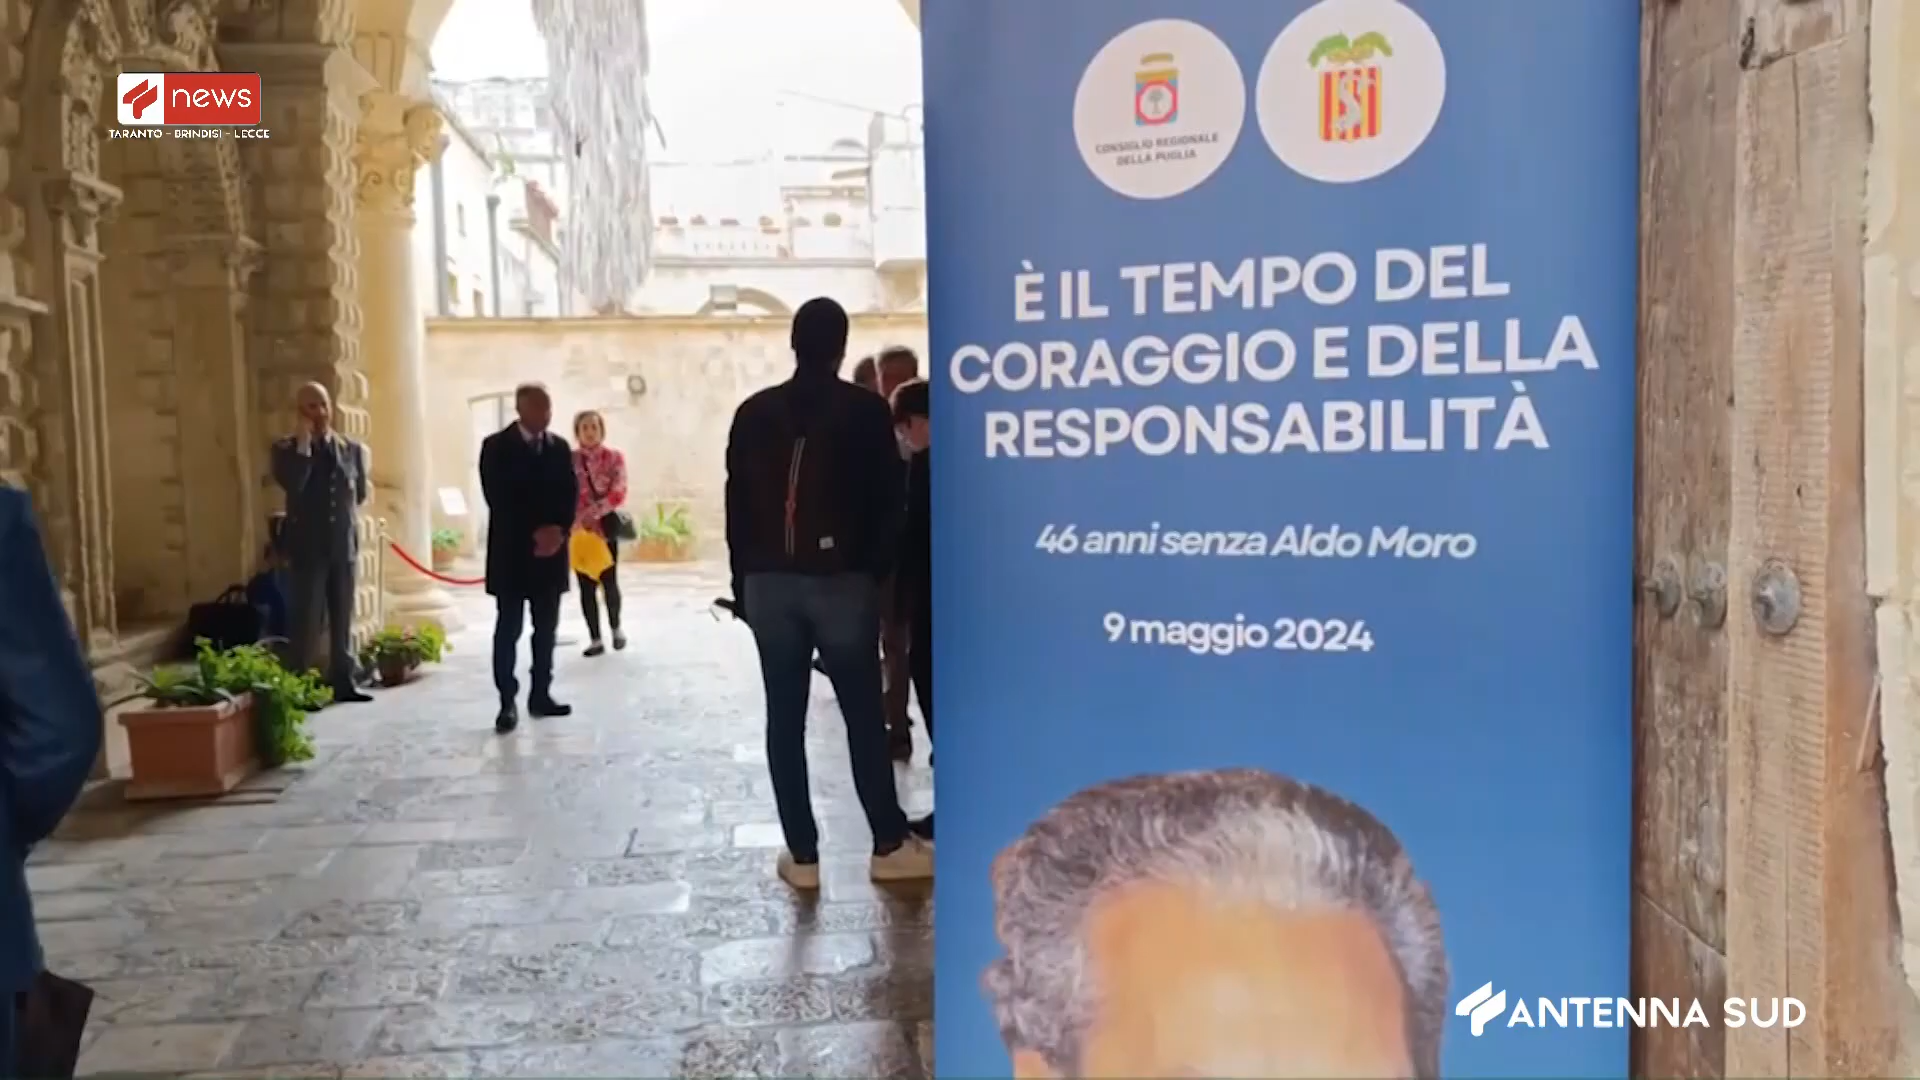 news
TARANTO - BRINDISI - LECCE
CONSIGLIO REGIONALE
DELLA PUGLIA
È IL TEMPO DEL
CORAGGIO E DELLA
RESPONSABILITÀ
46 anni senza Aldo Moro
9 maggio 2024
ANTENNA SUD